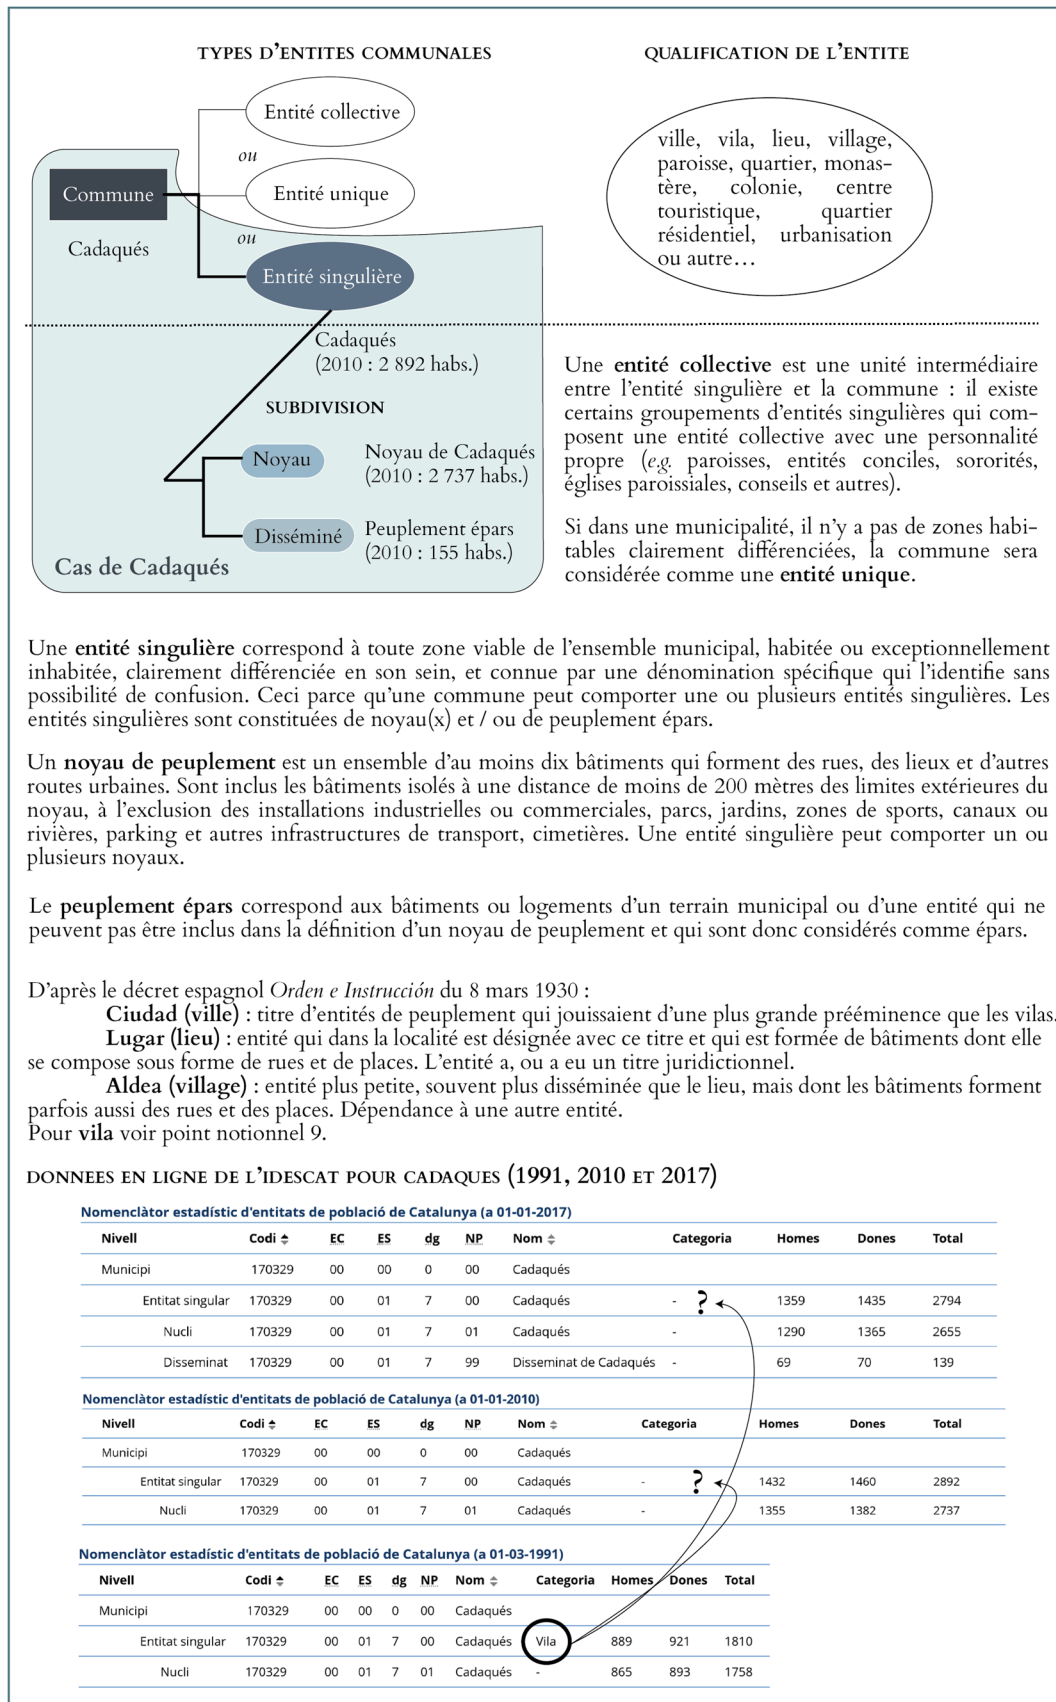 TYPES D'ENTITES COMMUNALES
QUALIFICATION DE L'ENTITE
Entité collective
ou
Entité unique
ou
Entité singulière
Commune
Cadaqués
ville, vila, lieu, village,
paroisse, quartier, monas-
tère, colonie, centre
touristique, quartier
résidentiel, urbanisation
ou autre…
Cadaqués
(2010 : 2 892 habs.)
SUBDIVISION
Noyau
Noyau de Cadaqués
(2010 : 2 737 habs.)
Disséminé
Peuplement épars
(2010 : 155 habs.)
Cas de Cadaqués
Une entité collective est une unité intermédiaire
entre l'entité singulière et la commune : il existe
certains groupements d'entités singulières qui com-
posent une entité collective avec une personnalité
propre (e.g. paroisses, entités conciles, sororités,
églises paroissiales, conseils et autres).
Si dans une municipalité, il n'y a pas de zones habi-
tables clairement différenciées, la commune sera
considérée comme une entité unique.
Une entité singulière correspond à toute zone viable de l'ensemble municipal, habitée ou exceptionnellement
inhabitée, clairement différenciée en son sein, et connue par une dénomination spécifique qui l'identifie sans
possibilité de confusion. Ceci parce qu'une commune peut comporter une ou plusieurs entités singulières. Les
entités singulières sont constituées de noyau(x) et / ou de peuplement épars.
Un noyau de peuplement est un ensemble d'au moins dix bâtiments qui forment des rues, des lieux et d'autres
routes urbaines. Sont inclus les bâtiments isolés à une distance de moins de 200 mètres des limites extérieures du
noyau, à l'exclusion des installations industrielles ou commerciales, parcs, jardins, zones de sports, canaux ou
rivières, parking et autres infrastructures de transport, cimetières. Une entité singulière peut comporter un ou
plusieurs noyaux.
Le peuplement épars correspond aux bâtiments ou logements d'un terrain municipal ou d'une entité qui ne
peuvent pas être inclus dans la définition d'un noyau de peuplement et qui sont donc considérés comme épars.
D'après le décret espagnol Orden e Instrucción du 8 mars 1930 :
Ciudad (ville) : titre d'entités de peuplement qui jouissaient d'une plus grande prééminence que les vilas.
Lugar (lieu) : entité qui dans la localité est désignée avec ce titre et qui est formée de bâtiments dont elle
se compose sous forme de rues et de places. L'entité a, ou a eu un titre juridictionnel.
Aldea (village) : entité plus petite, souvent plus disséminée que le lieu, mais dont les bâtiments forment
parfois aussi des rues et des places. Dépendance à une autre entité.
Pour vila voir point notionnel 9.
DONNEES EN LIGNE DE L'IDESCAT POUR CADAQUES (1991, 2010 ET 2017)
Nomenclàtor estadístic d'entitats de població de Catalunya (a 01-01-2017)
Nivell Codi EC ES dg NP Nom Categoria Homes Dones Total
Municipi 170329 00 00 0 00 Cadaqués
Entitat singular 170329 00 01 7 00 Cadaqués - ? 1359 1435 2794
Nucli 170329 00 01 7 01 Cadaqués - 1290 1365 2655
Disseminat 170329 00 01 7 99 Disseminat de Cadaqués - 69 70 139
Nomenclàtor estadístic d'entitats de població de Catalunya (a 01-01-2010)
Nivell Codi EC ES dg NP Nom Categoria Homes Dones Total
Municipi 170329 00 00 0 00 Cadaqués
Entitat singular 170329 00 01 7 00 Cadaqués - ? 1432 1460 2892
Nucli 170329 00 01 7 01 Cadaqués - 1355 1382 2737
Nomenclàtor estadístic d'entitats de població de Catalunya (a 01-03-1991)
Nivell Codi EC ES dg NP Nom Categoria Homes Dones Total
Municipi 170329 00 00 0 00 Cadaqués
Entitat singular 170329 00 01 7 00 Cadaqués Vila 889 921 1810
Nucli 170329 00 01 7 01 Cadaqués - 865 893 1758